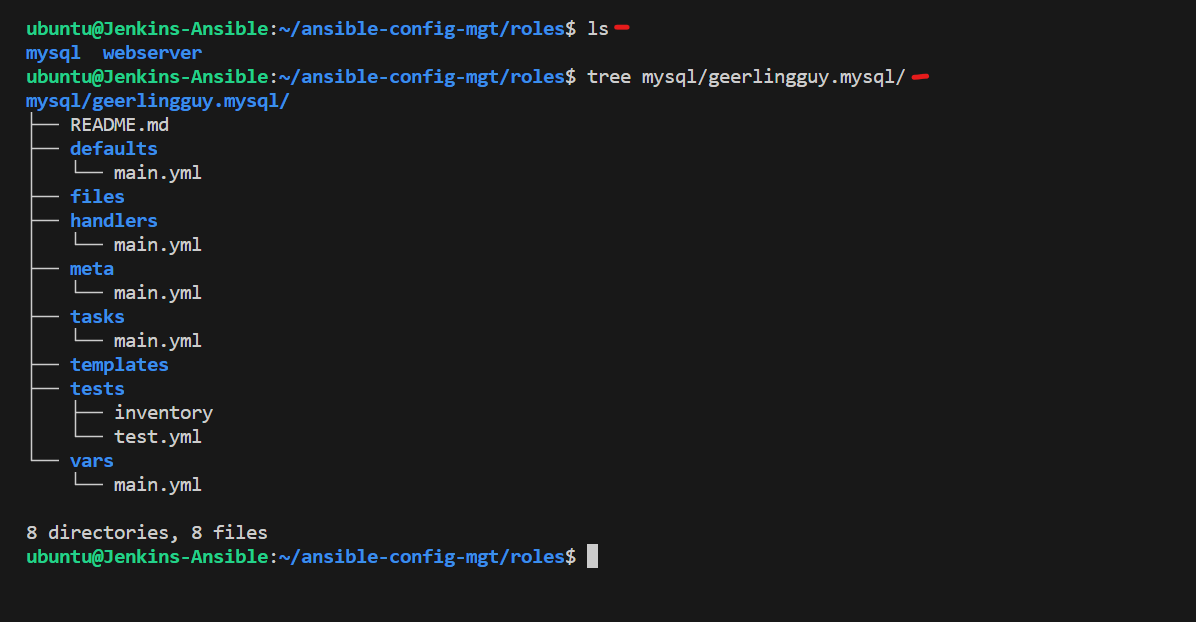 ubuntu@Jenkins-Ansible:~/ansible-config-mgt/roles$ ls
mysql  webserver
ubuntu@Jenkins-Ansible:~/ansible-config-mgt/roles$ tree mysql/geerlingguy.mysql/
mysql/geerlingguy.mysql/
├── README.md
├── defaults
│   └── main.yml
├── files
├── handlers
│   └── main.yml
├── meta
│   └── main.yml
├── tasks
│   └── main.yml
├── templates
├── tests
│   ├── inventory
│   └── test.yml
└── vars
    └── main.yml
8 directories, 8 files
ubuntu@Jenkins-Ansible:~/ansible-config-mgt/roles$